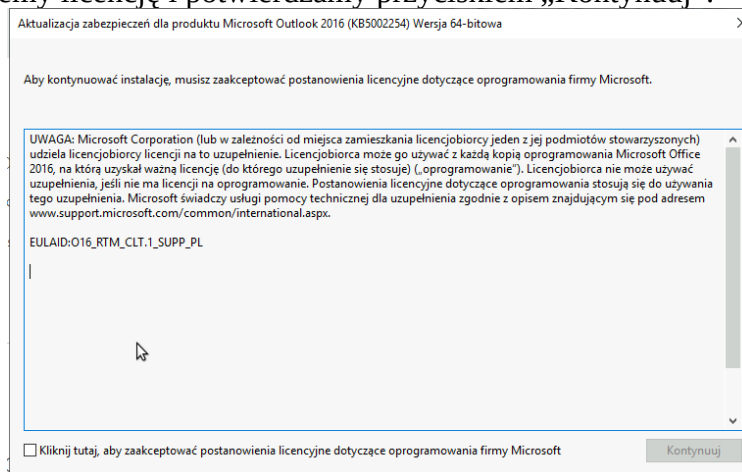 licencję i potwierdzamy przyciskiem „Kontynuuj".
Aktualizacja zabezpieczeń dla produktu Microsoft Outlook 2016 (KB5002254) Wersja 64-bitowa
Aby kontynuować instalację, musisz zaakceptować postanowienia licencyjne dotyczące oprogramowania firmy Microsoft.
UWAGA: Microsoft Corporation (lub w zależności od miejsca zamieszkania licencjobiorcy jeden z jej podmiotów stowarzyszonych)
udziela licencjobiorcy licencji na to uzupełnienie. Licencjobiorca może go używać z każdą kopią oprogramowania Microsoft Office
2016, na którą uzyskał ważną licencję (do którego uzupełnienie się stosuje) („oprogramowanie"). Licencjobiorca nie może używać
uzupełnienia, jeśli nie ma licencji na oprogramowanie. Postanowienia licencyjne dotyczące oprogramowania stosują się do używania
tego uzupełnienia. Microsoft świadczy usługi pomocy technicznej dla uzupełnienia zgodnie z opisem znajdującym się pod adresem
www.support.microsoft.com/common/international.aspx.
EULAID:O16_RTM_CLT.1_SUPP_PL
Kliknij tutaj, aby zaakceptować postanowienia licencyjne dotyczące oprogramowania firmy Microsoft
Kontynuuj